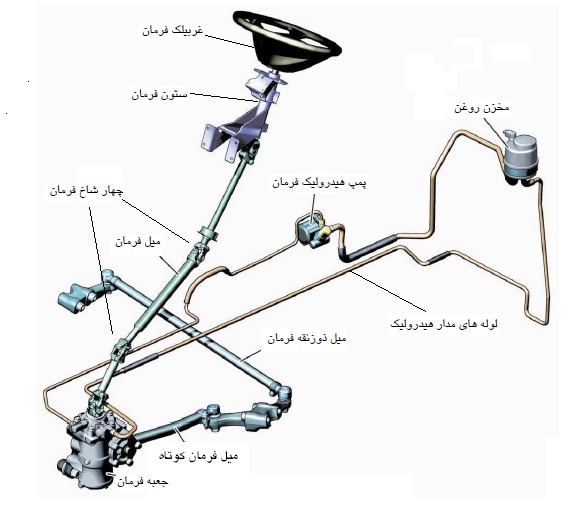 غربیلک فرمان
ستون فرمان
مخزن روغن
پمپ هیدرولیک فرمان
چهار شاخ فرمان
میل فرمان
لوله های مدار هیدرولیک
میل ذوزنقه فرمان
میل فرمان کوتاه
جعبه فرمان